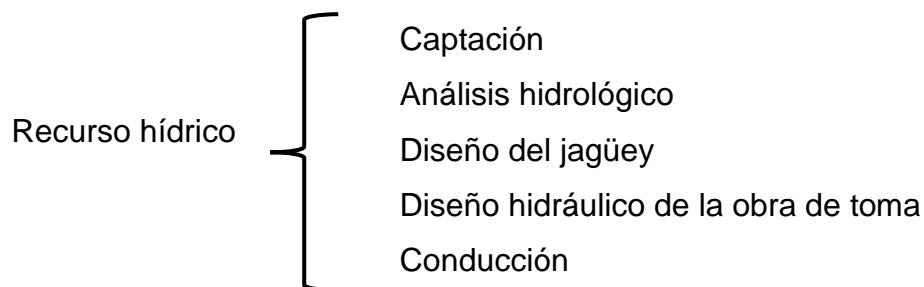 Recurso hídrico
Captación
Análisis hidrológico
Diseño del jagüey
Diseño hidráulico de la obra de toma
Conducción